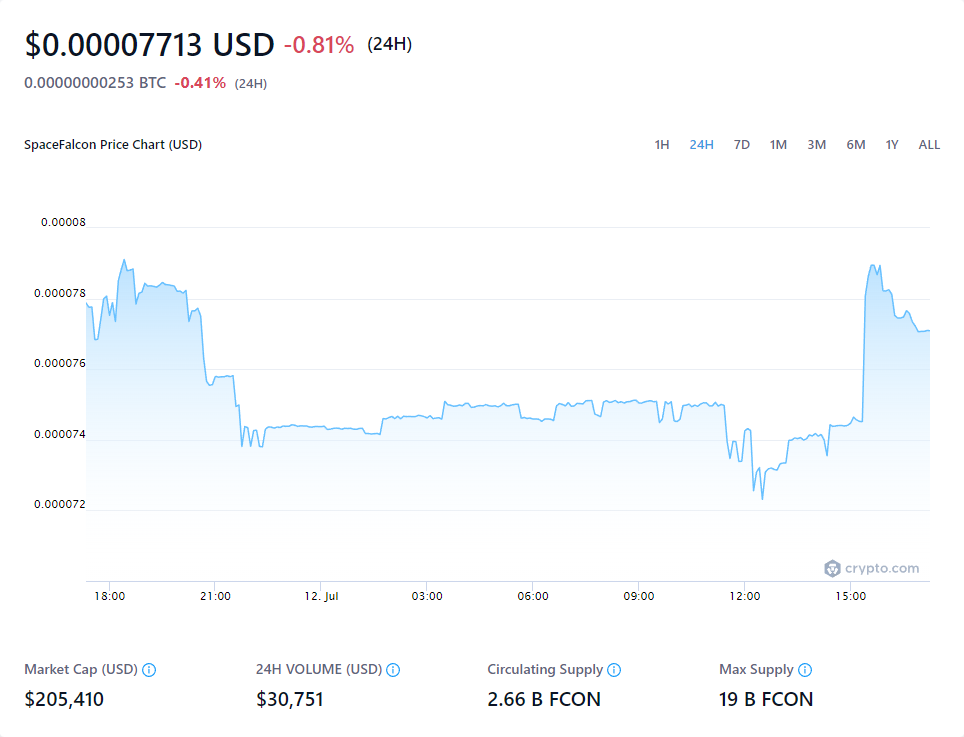 $0.00007713 USD -0.81% (24H)
0.00000000253 BTC -0.41% (24H)
SpaceFalcon Price Chart (USD) 1H 24H 7D 1M 3M 6M 1Y ALL
0.00008
0.000078
0.000076
0.000074
0.000072
crypto.com
18:00 21:00 12. Jul 03:00 06:00 09:00 12:00 15:00
Market Cap (USD) 24H VOLUME (USD) Circulating Supply Max Supply
$205,410 $30,751 2.66 B FCON 19 B FCON